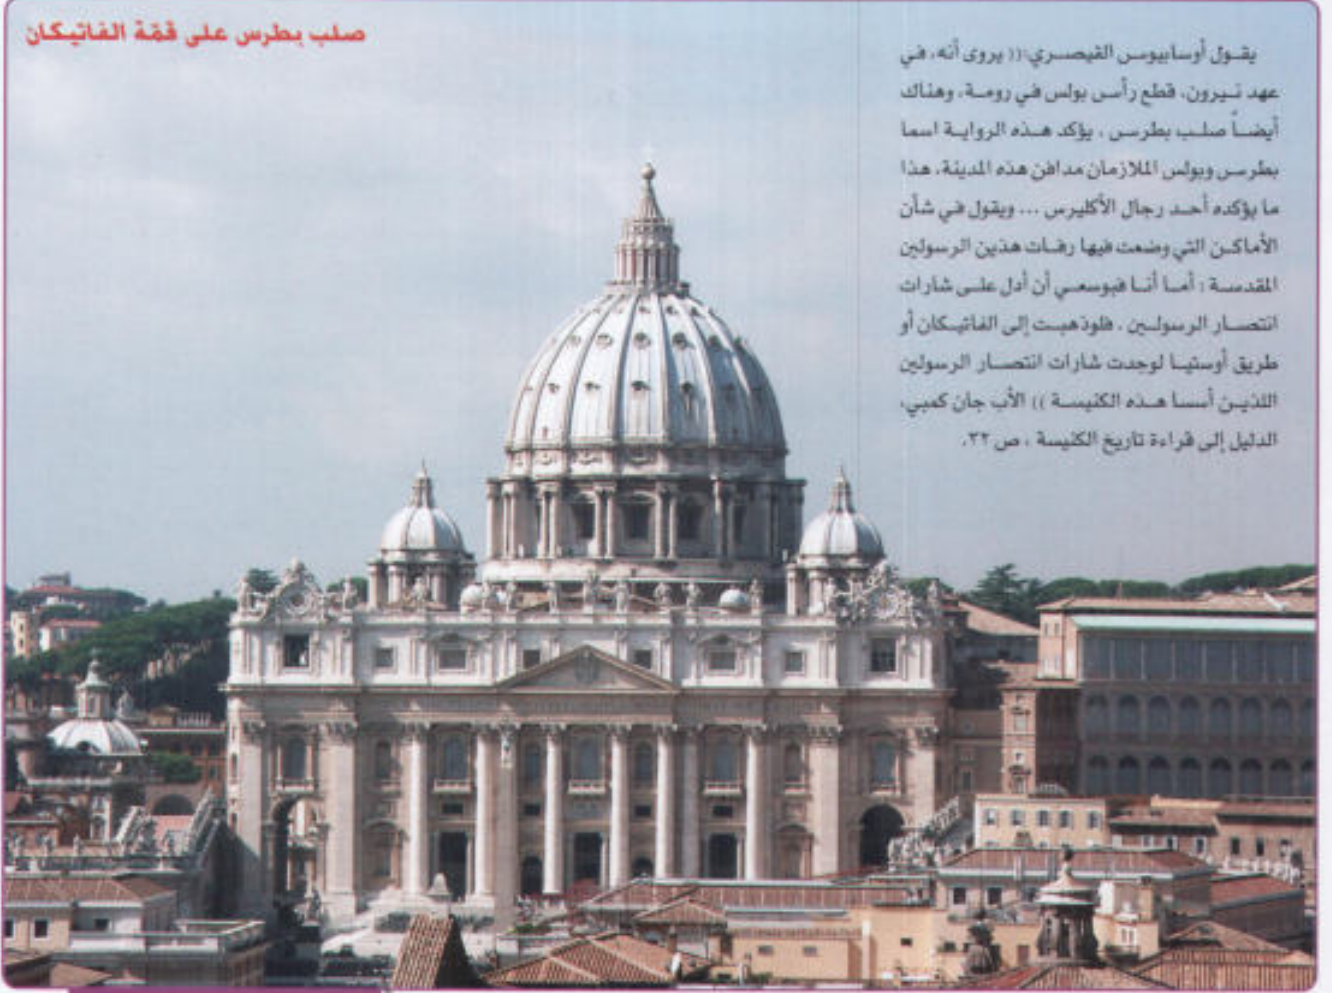 صلب بطرس على قمّة الفاتيكان
يقول أوسابيوس القيصري:(( يروى أنه، في
عهد نيرون، قطع رأس بولس في رومة، وهناك
أيضاً صلب بطرس ، يؤكد هذه الرواية اسما
بطرس وبولس الملازمان مدافن هذه المدينة، هذا
ما يؤكده أحد رجال الأكليرس ... ويقول في شأن
الأماكن التي وضعت فيها رفات هذين الرسولين
المقدسة : أما أنا فبوسعي أن أدل على شارات
انتصار الرسولين ، فلوذهبت إلى الفاتيكان أو
طريق أوستيا لوجدت شارات انتصار الرسولين
اللذين أسسا هذه الكنيسة )) الأب جان كمبي،
الدليل إلى قراءة تاريخ الكنيسة ، ص ٣٢.